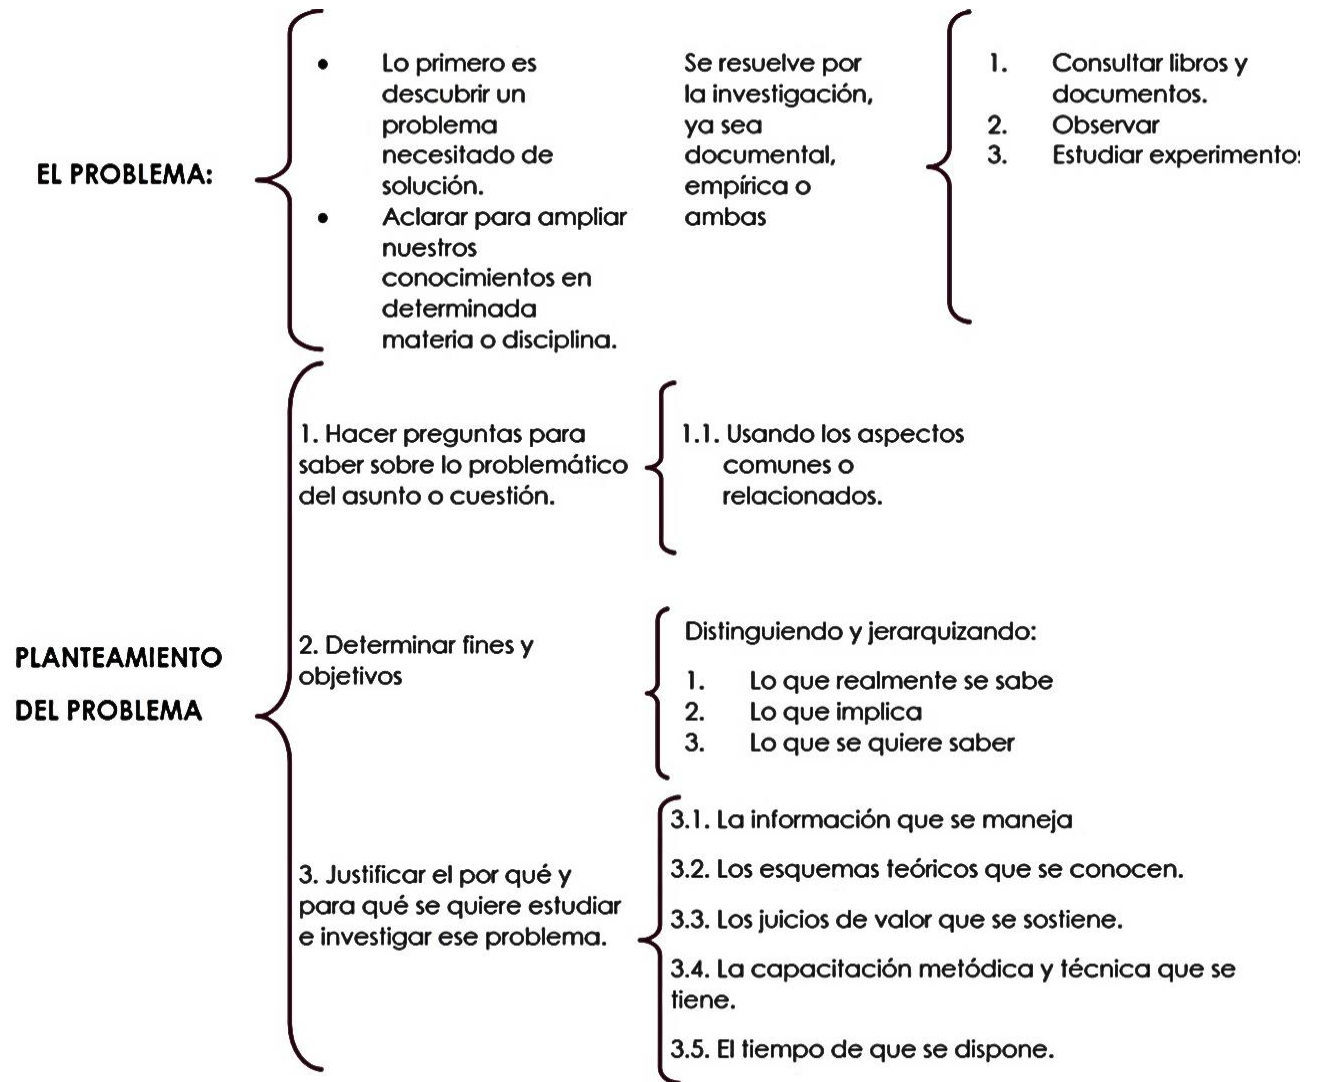 EL PROBLEMA:
• Lo primero es
descubrir un
problema
necesitado de
solución.
• Aclarar para ampliar
nuestros
conocimientos en
determinada
materia o disciplina.
Se resuelve por
la investigación,
ya sea
documental,
empírica o
ambas
1. Consultar libros y
documentos.
2. Observar
3. Estudiar experimentos
PLANTEAMIENTO
DEL PROBLEMA
1. Hacer preguntas para
saber sobre lo problemático
del asunto o cuestión.
1.1. Usando los aspectos
comunes o
relacionados.
2. Determinar fines y
objetivos
Distinguiendo y jerarquizando:
1. Lo que realmente se sabe
2. Lo que implica
3. Lo que se quiere saber
3. Justificar el por qué y
para qué se quiere estudiar
e investigar ese problema.
3.1. La información que se maneja
3.2. Los esquemas teóricos que se conocen.
3.3. Los juicios de valor que se sostiene.
3.4. La capacitación metódica y técnica que se
tiene.
3.5. El tiempo de que se dispone.